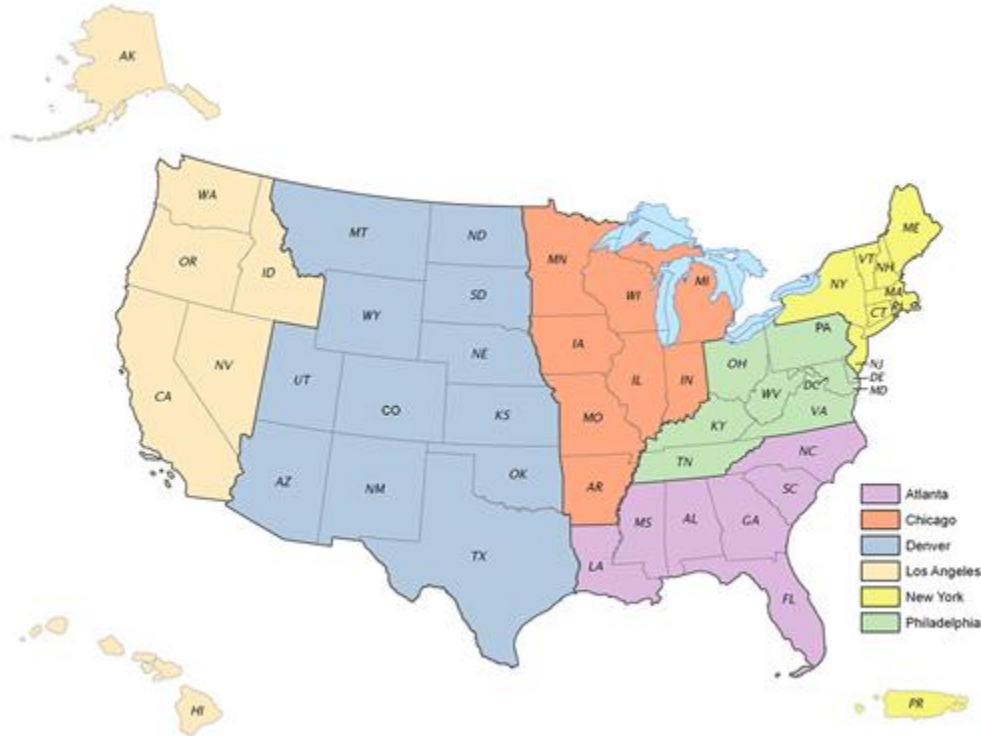 AK
WA
MT
ND
ME
OR
ID
MN
VT
NH
SD
WI
MI
NY
MA
WY
CT
RI
IA
PA
NE
NV
UT
OH
NJ
IL
IN
DE
CA
CO
DC
MD
KS
WV
MO
VA
KY
NC
TN
AZ
NM
OK
AR
SC
Atlanta
MS
AL
GA
Chicago
TX
Denver
LA
Los Angeles
FL
New York
Philadelphia
HI
PR